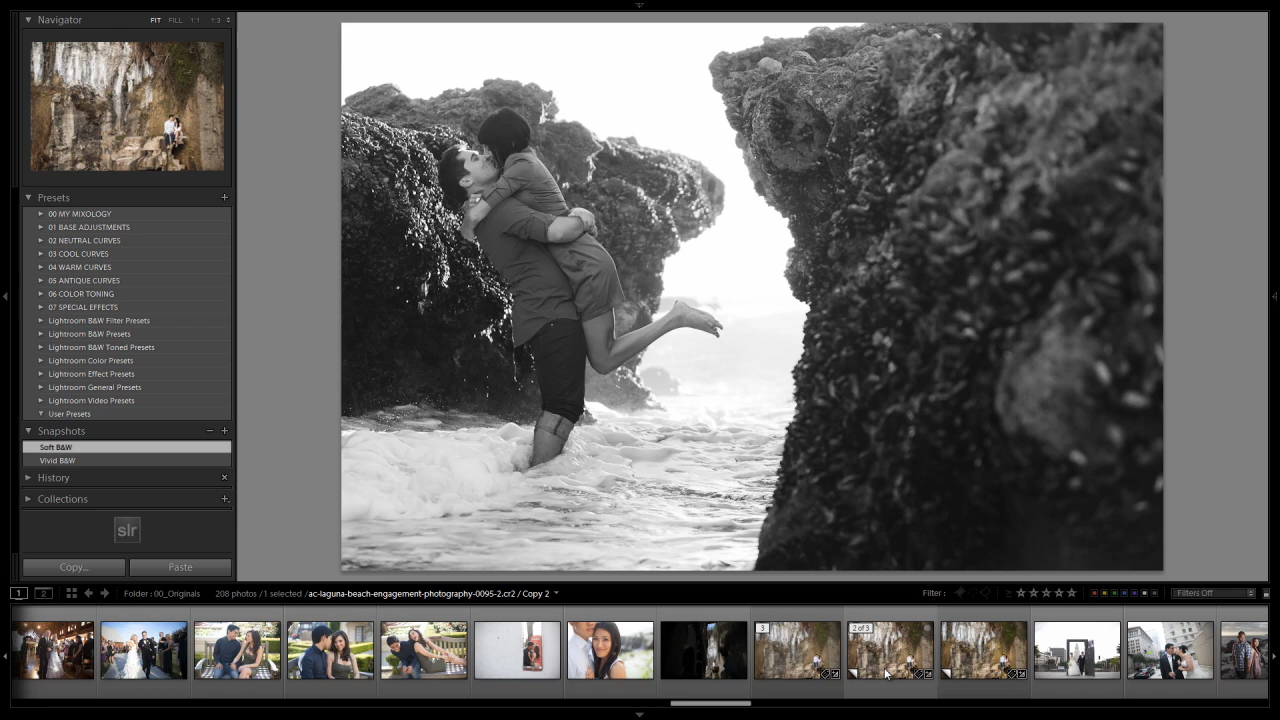 Navigator
FIT FILL 1:1 1:3
Presets
00 MY MIXOLOGY
01 BASE ADJUSTMENTS
02 NEUTRAL CURVES
03 COOL CURVES
04 WARM CURVES
05 ANTIQUE CURVES
06 COLOR TONING
07 SPECIAL EFFECTS
Lightroom B&W Filter Presets
Lightroom B&W Presets
Lightroom B&W Toned Presets
Lightroom Color Presets
Lightroom Effect Presets
Lightroom General Presets
Lightroom Video Presets
User Presets
Snapshots
Soft B&W
Vivid B&W
History
Collections
slr
Copy... Paste
1 2 Folder : 00_Originals 208 photos /1 selected /ac-laguna-beach-engagement-photography-0095-2.cr2 / Copy 2 Filter : Filters Off
3 2 of 3